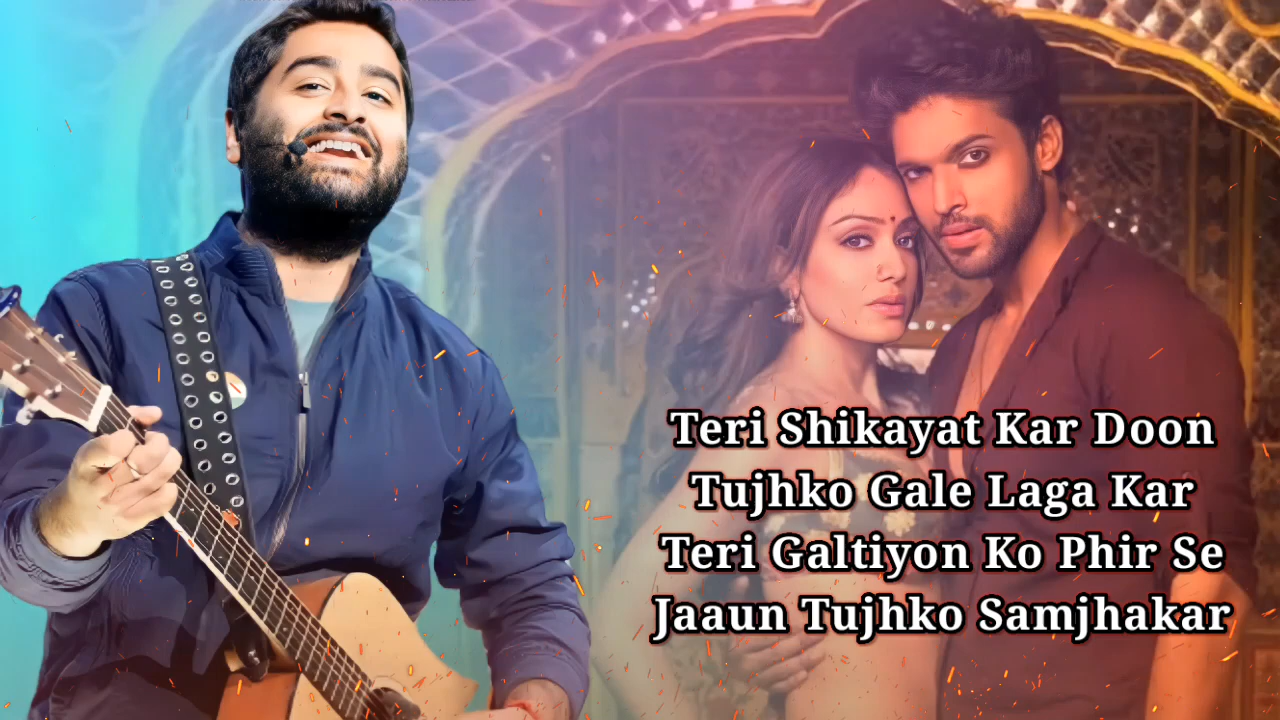 Teri Shikayat Kar Doon
Tujhko Gale Laga Kar
Teri Galtiyon Ko Phir Se
Jaaun Tujhko Samjhakar